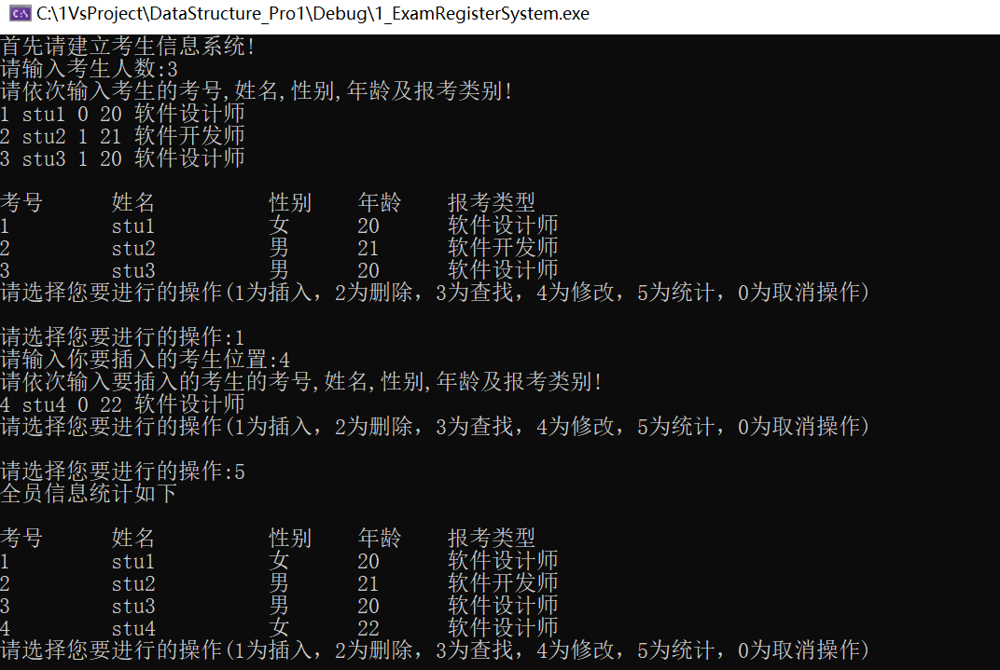 C:\1VsProject\DataStructure_Pro1\Debug\1_ExamRegisterSystem.exe
首先请建立考生信息系统!
请输入考生人数:3
请依次输入考生的考号,姓名,性别,年龄及报考类别!
1 stu1 0 20 软件设计师
2 stu2 1 21 软件开发师
3 stu3 1 20 软件设计师
考号 姓名 性别 年龄 报考类型
1 stu1 女 20 软件设计师
2 stu2 男 21 软件开发师
3 stu3 男 20 软件设计师
请选择您要进行的操作(1为插入，2为删除，3为查找，4为修改，5为统计，0为取消操作)
请选择您要进行的操作:1
请输入你要插入的考生位置:4
请依次输入要插入的考生的考号,姓名,性别,年龄及报考类别!
4 stu4 0 22 软件设计师
请选择您要进行的操作(1为插入，2为删除，3为查找，4为修改，5为统计，0为取消操作)
请选择您要进行的操作:5
全员信息统计如下
考号 姓名 性别 年龄 报考类型
1 stu1 女 20 软件设计师
2 stu2 男 21 软件开发师
3 stu3 男 20 软件设计师
4 stu4 女 22 软件设计师
请选择您要进行的操作(1为插入，2为删除，3为查找，4为修改，5为统计，0为取消操作)